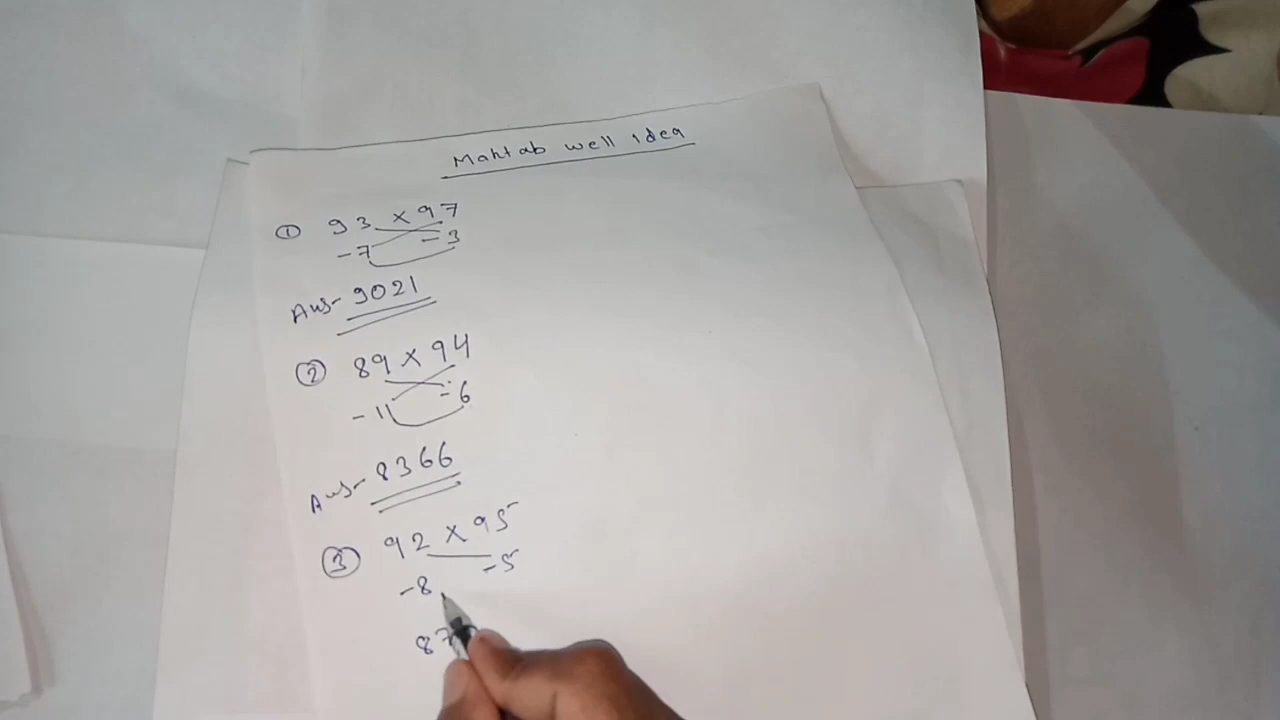 Mahtab well idea
① 93 × 97
-7 -3
Ans- 9021
② 89 × 94
-11 -6
Ans- 8366
③ 92 × 95
-8 -5
87